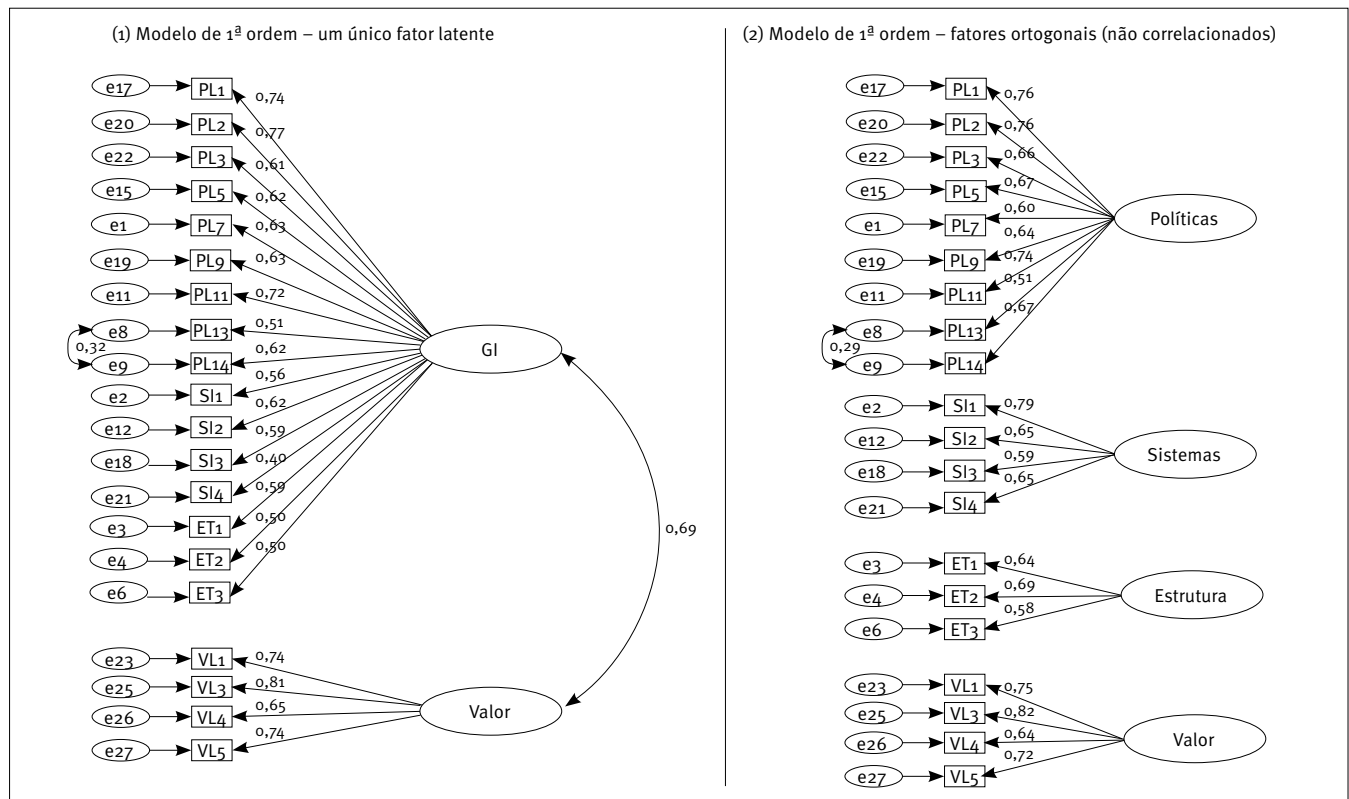 (1) Modelo de 1ª ordem – um único fator latente
e17 PL1 0,74
e20 PL2 0,77
e22 PL3 0,61
e15 PL5 0,62
e1 PL7 0,63
e19 PL9 0,63
e11 PL11 0,72
e8 PL13 0,51
0,32
e9 PL14 0,62
e2 SI1 0,56
e12 SI2 0,62
e18 SI3 0,59
e21 SI4 0,40
e3 ET1 0,59
e4 ET2 0,50
e6 ET3 0,50
GI
0,69
e23 VL1 0,74
e25 VL3 0,81
e26 VL4 0,65
e27 VL5 0,74
Valor
(2) Modelo de 1ª ordem – fatores ortogonais (não correlacionados)
e17 PL1 0,76
e20 PL2 0,76
e22 PL3 0,66
e15 PL5 0,67
e1 PL7 0,60
e19 PL9 0,64
e11 PL11 0,74
e8 PL13 0,51
0,29
e9 PL14 0,67
Políticas
e2 SI1 0,79
e12 SI2 0,65
e18 SI3 0,59
e21 SI4 0,65
Sistemas
e3 ET1 0,64
e4 ET2 0,69
e6 ET3 0,58
Estrutura
e23 VL1 0,75
e25 VL3 0,82
e26 VL4 0,64
e27 VL5 0,72
Valor